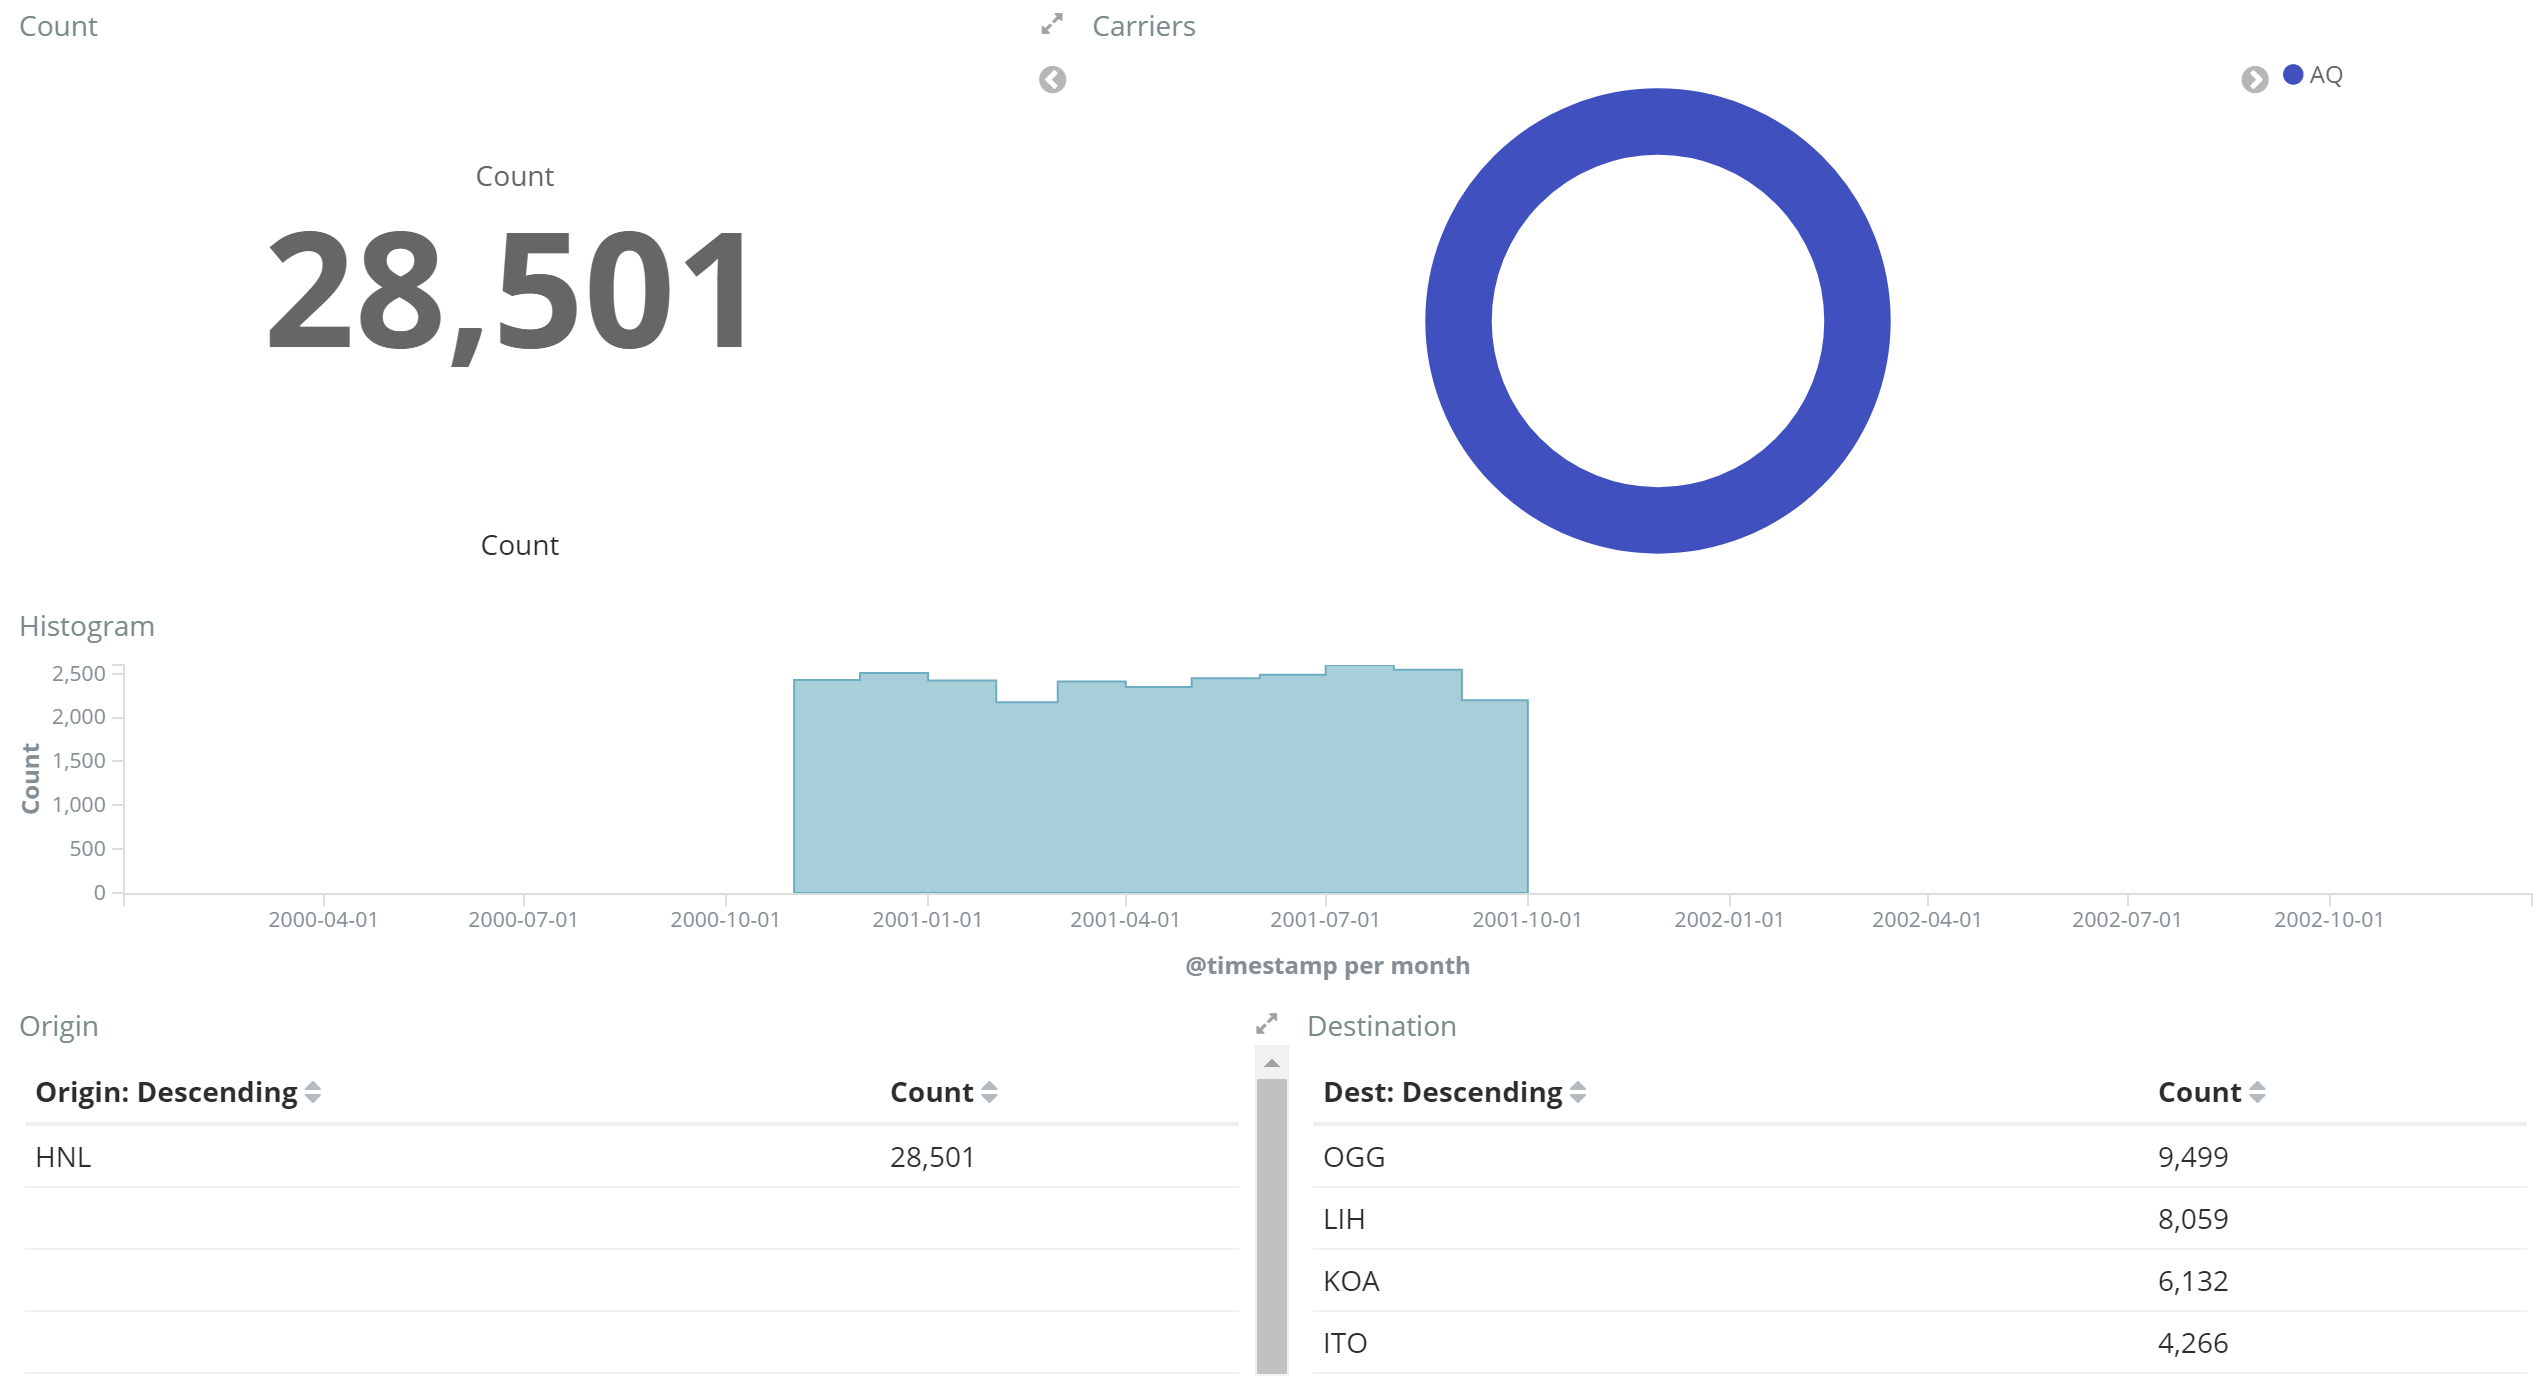 Count
Carriers
AQ
Count
28,501
Count
Histogram
2,500
2,000
1,500
1,000
500
0
Count
2000-04-01 2000-07-01 2000-10-01 2001-01-01 2001-04-01 2001-07-01 2001-10-01 2002-01-01 2002-04-01 2002-07-01 2002-10-01
@timestamp per month
Origin
Origin: Descending Count
HNL 28,501
Destination
Dest: Descending Count
OGG 9,499
LIH 8,059
KOA 6,132
ITO 4,266